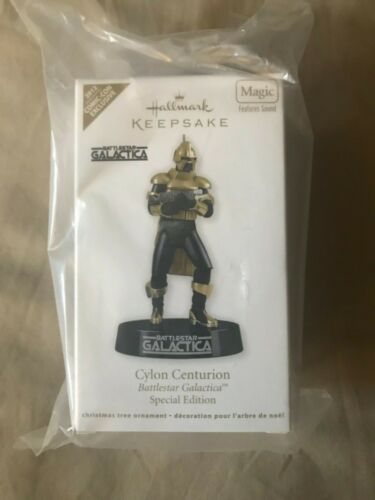 2012
COMIC-CON
EXCLUSIVE
Hallmark
KEEPSAKE
Magic
Features Sound
BATTLESTAR
GALACTICA
BATTLESTAR
GALACTICA
Cylon Centurion
Battlestar Galactica™
Special Edition
christmas tree ornament • décoration pour l'arbre de noël